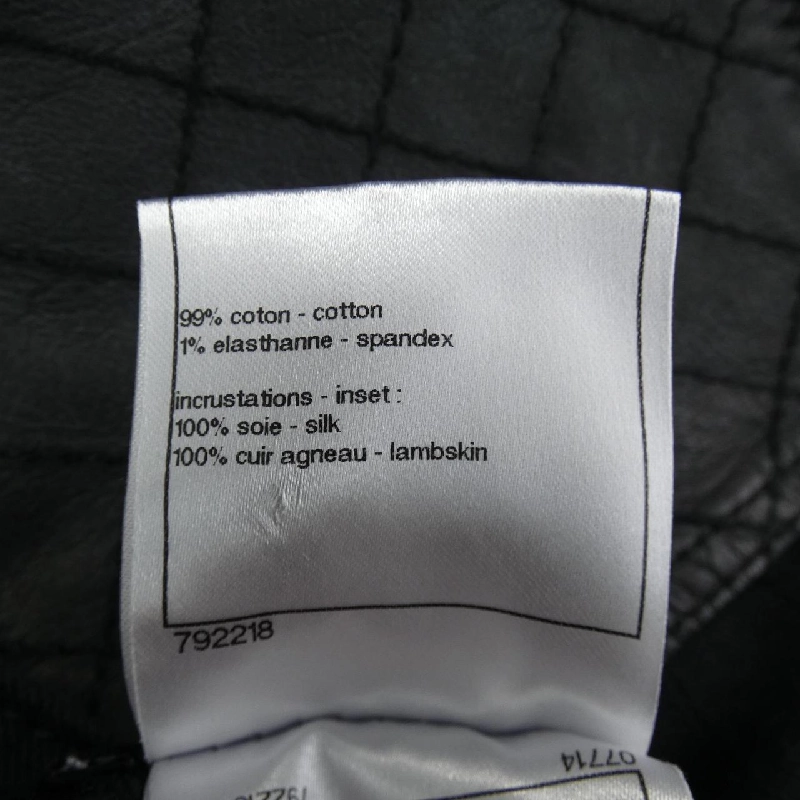 99% coton - cotton
1% elasthanne - spandex
incrustations - inset :
100% soie - silk
100% cuir agneau - lambskin
792218
07714